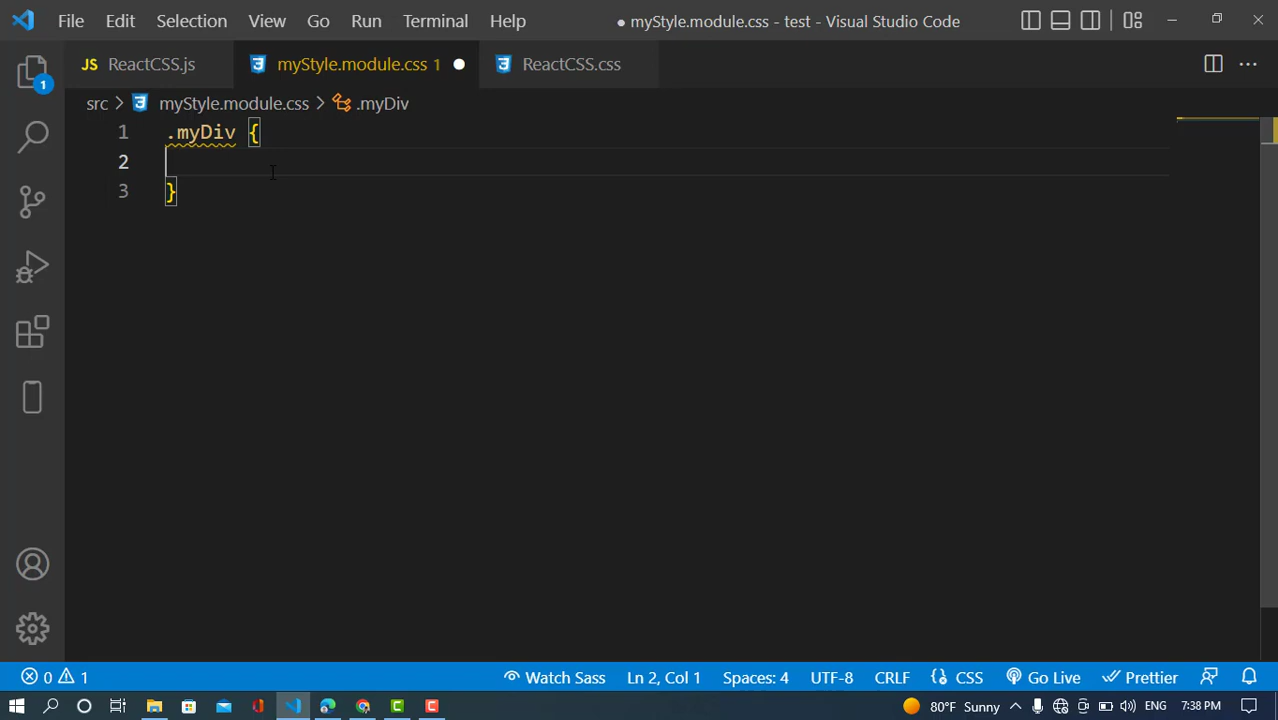 File Edit Selection View Go Run Terminal Help ● myStyle.module.css - test - Visual Studio Code
JS ReactCSS.js myStyle.module.css 1 ReactCSS.css
src > myStyle.module.css > .myDiv
1 .myDiv {
2
3 }
1
0 1 Watch Sass Ln 2, Col 1 Spaces: 4 UTF-8 CRLF {} CSS Go Live Prettier
80°F Sunny ENG 7:38 PM